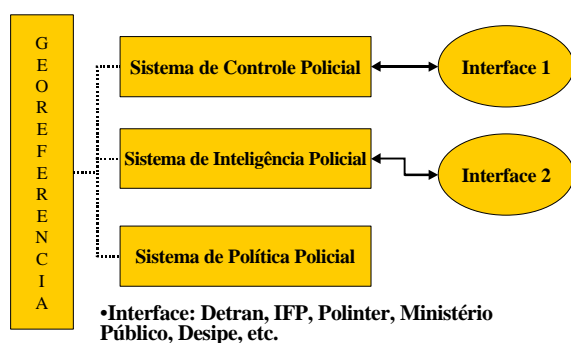 GEOREFERENCIA
Sistema de Controle Policial
Interface 1
Sistema de Inteligência Policial
Interface 2
Sistema de Política Policial
•Interface: Detran, IFP, Polinter, Ministério
Público, Desipe, etc.